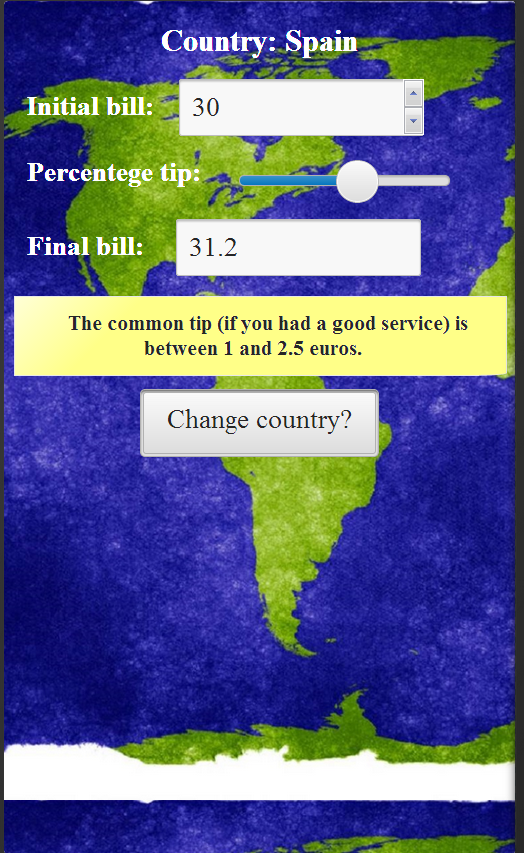 Country: Spain
Initial bill: 30
Percentege tip:
Final bill: 31.2
The common tip (if you had a good service) is
between 1 and 2.5 euros.
Change country?